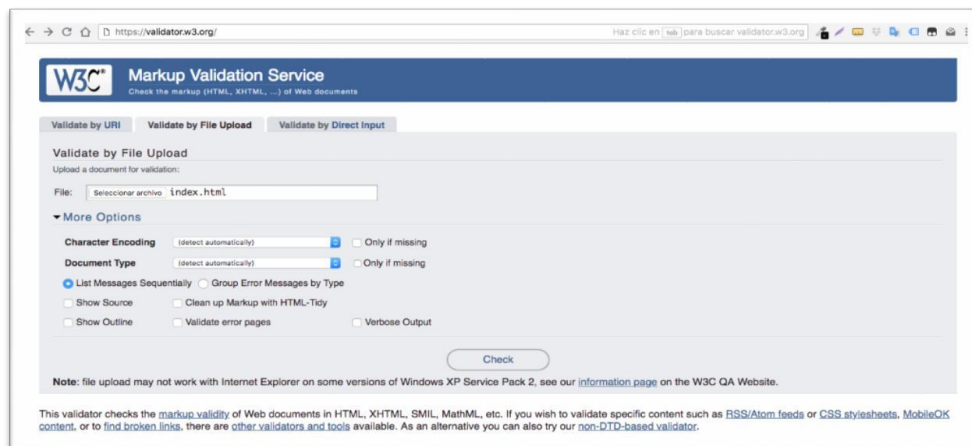 https://validator.w3.org/ Haz clic en tab para buscar validator.w3.org
W3C® Markup Validation Service
Check the markup (HTML, XHTML, ...) of Web documents
Validate by URI Validate by File Upload Validate by Direct Input
Validate by File Upload
Upload a document for validation:
File: Seleccionar archivo index.html
More Options
Character Encoding (detect automatically) Only if missing
Document Type (detect automatically) Only if missing
List Messages Sequentially Group Error Messages by Type
Show Source Clean up Markup with HTML-Tidy
Show Outline Validate error pages Verbose Output
Check
Note: file upload may not work with Internet Explorer on some versions of Windows XP Service Pack 2, see our information page on the W3C QA Website.
This validator checks the markup validity of Web documents in HTML, XHTML, SMIL, MathML, etc. If you wish to validate specific content such as RSS/Atom feeds or CSS stylesheets, MobileOK
content, or to find broken links, there are other validators and tools available. As an alternative you can also try our non-DTD-based validator.